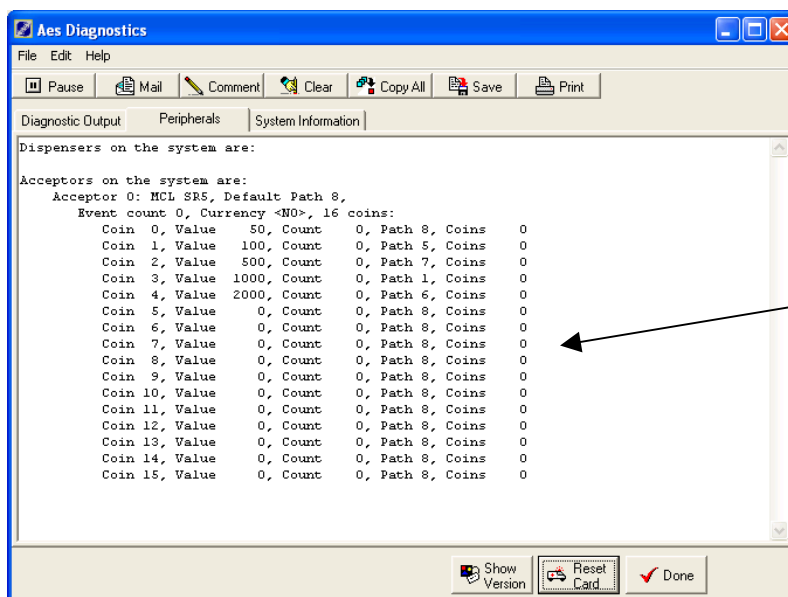 Aes Diagnostics
File Edit Help
Pause Mail Comment Clear Copy All Save Print
Diagnostic Output Peripherals System Information
Dispensers on the system are:
Acceptors on the system are:
Acceptor 0: MCL SR5, Default Path 8,
Event count 0, Currency <NO>, 16 coins:
Coin 0, Value 50, Count 0, Path 8, Coins 0
Coin 1, Value 100, Count 0, Path 5, Coins 0
Coin 2, Value 500, Count 0, Path 7, Coins 0
Coin 3, Value 1000, Count 0, Path 1, Coins 0
Coin 4, Value 2000, Count 0, Path 6, Coins 0
Coin 5, Value 0, Count 0, Path 8, Coins 0
Coin 6, Value 0, Count 0, Path 8, Coins 0
Coin 7, Value 0, Count 0, Path 8, Coins 0
Coin 8, Value 0, Count 0, Path 8, Coins 0
Coin 9, Value 0, Count 0, Path 8, Coins 0
Coin 10, Value 0, Count 0, Path 8, Coins 0
Coin 11, Value 0, Count 0, Path 8, Coins 0
Coin 12, Value 0, Count 0, Path 8, Coins 0
Coin 13, Value 0, Count 0, Path 8, Coins 0
Coin 14, Value 0, Count 0, Path 8, Coins 0
Coin 15, Value 0, Count 0, Path 8, Coins 0
Show Version Reset Card Done